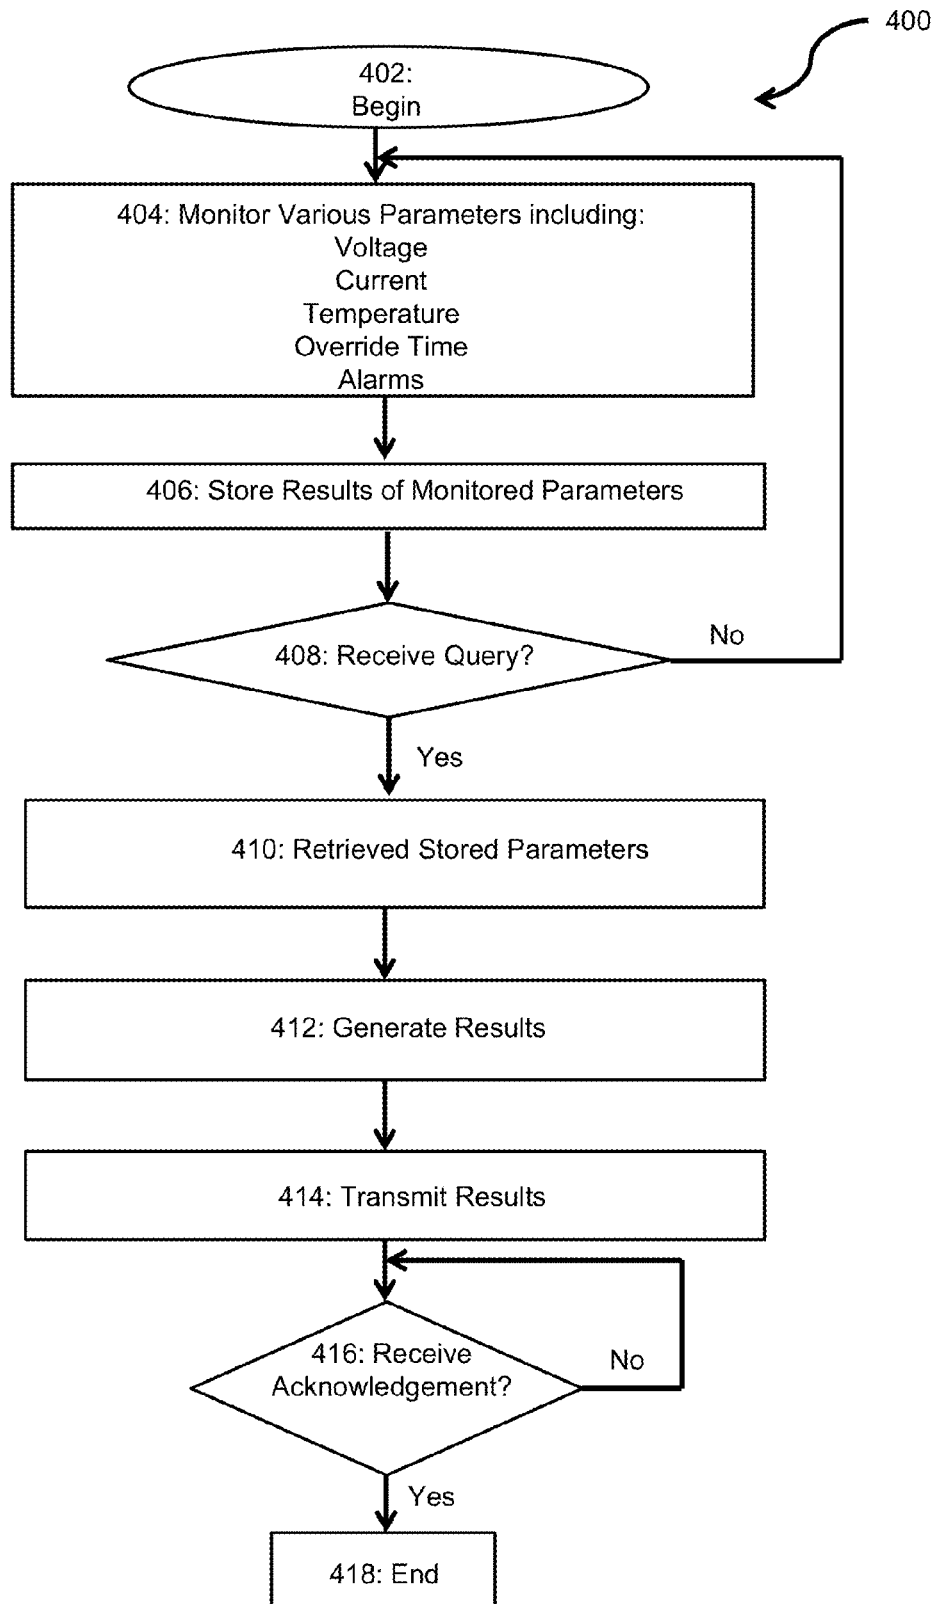 400
402:
Begin
404: Monitor Various Parameters including:
Voltage
Current
Temperature
Override Time
Alarms
406: Store Results of Monitored Parameters
408: Receive Query?
No
Yes
410: Retrieved Stored Parameters
412: Generate Results
414: Transmit Results
416: Receive
Acknowledgement?
No
Yes
418: End